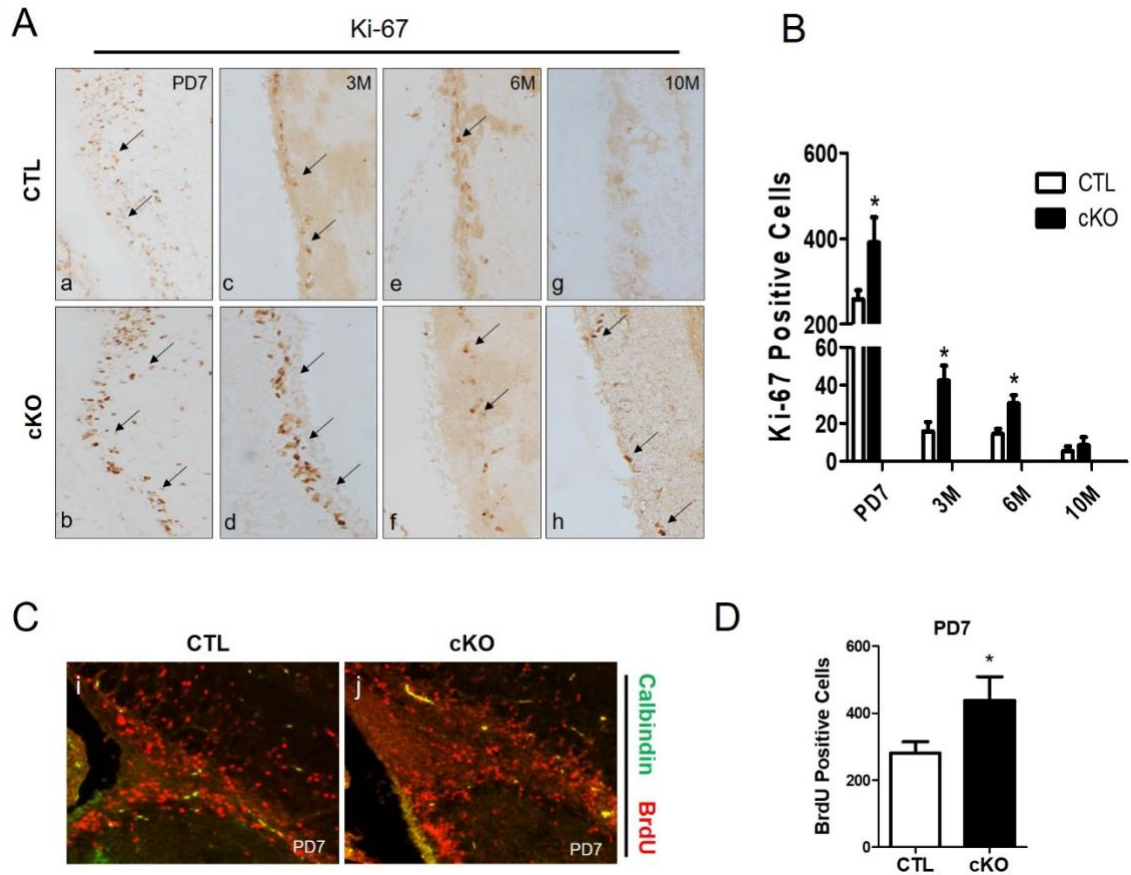 A
Ki-67
PD7
3M
6M
10M
CTL
a
c
e
g
cKO
b
d
f
h
B
Ki-67 Positive Cells
600
400
200
60
40
20
0
*
*
*
CTL
cKO
PD7
3M
6M
10M
C
CTL
cKO
i
PD7
j
PD7
Calbindin
BrdU
D
PD7
BrdU Positive Cells
600
400
200
0
*
CTL
cKO